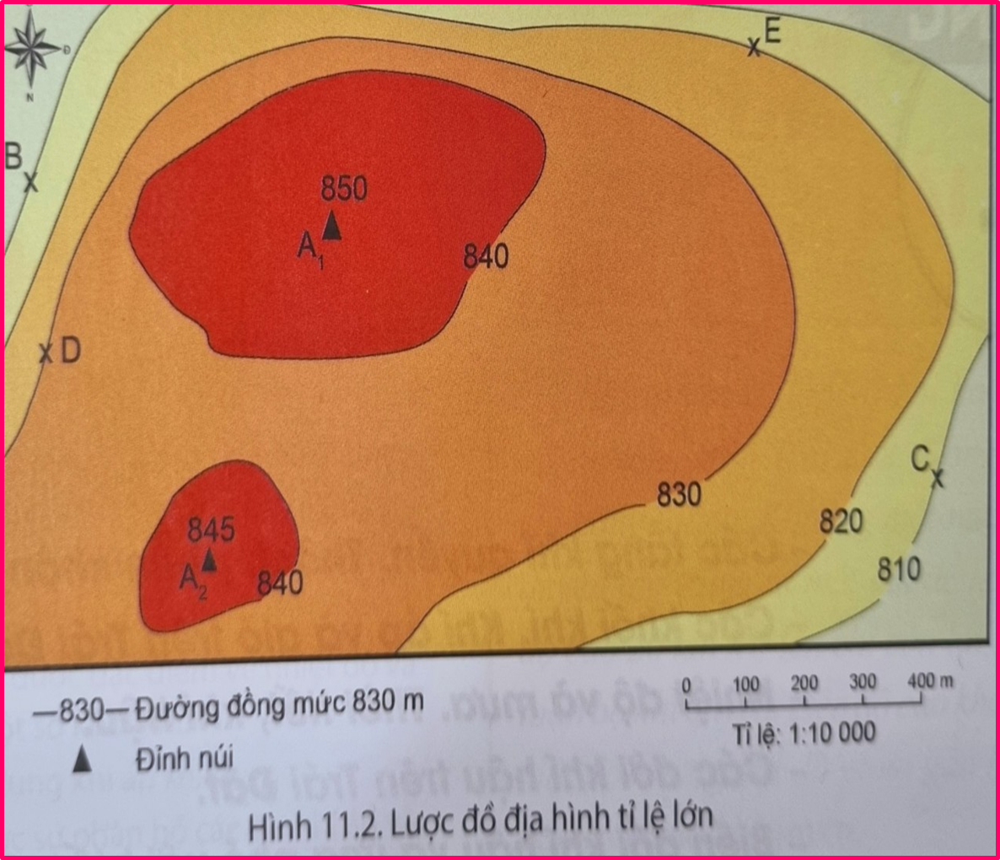 E
Đ
N
B
850
A1
840
D
C
830
820
845
A2
840
810
0 100 200 300 400 m
—830— Đường đồng mức 830 m
Tỉ lệ: 1:10 000
Đỉnh núi
Hình 11.2. Lược đồ địa hình tỉ lệ lớn